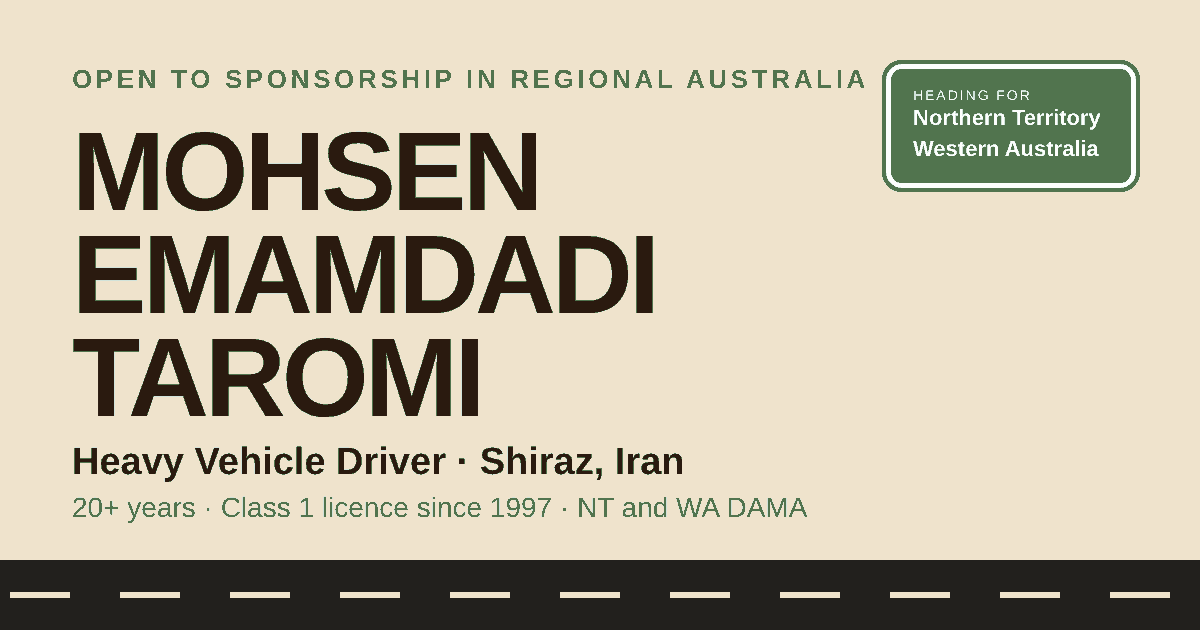 OPEN TO SPONSORSHIP IN REGIONAL AUSTRALIA
HEADING FOR
Northern Territory
Western Australia
MOHSEN
EMAMDADI
TAROMI
Heavy Vehicle Driver · Shiraz, Iran
20+ years · Class 1 licence since 1997 · NT and WA DAMA